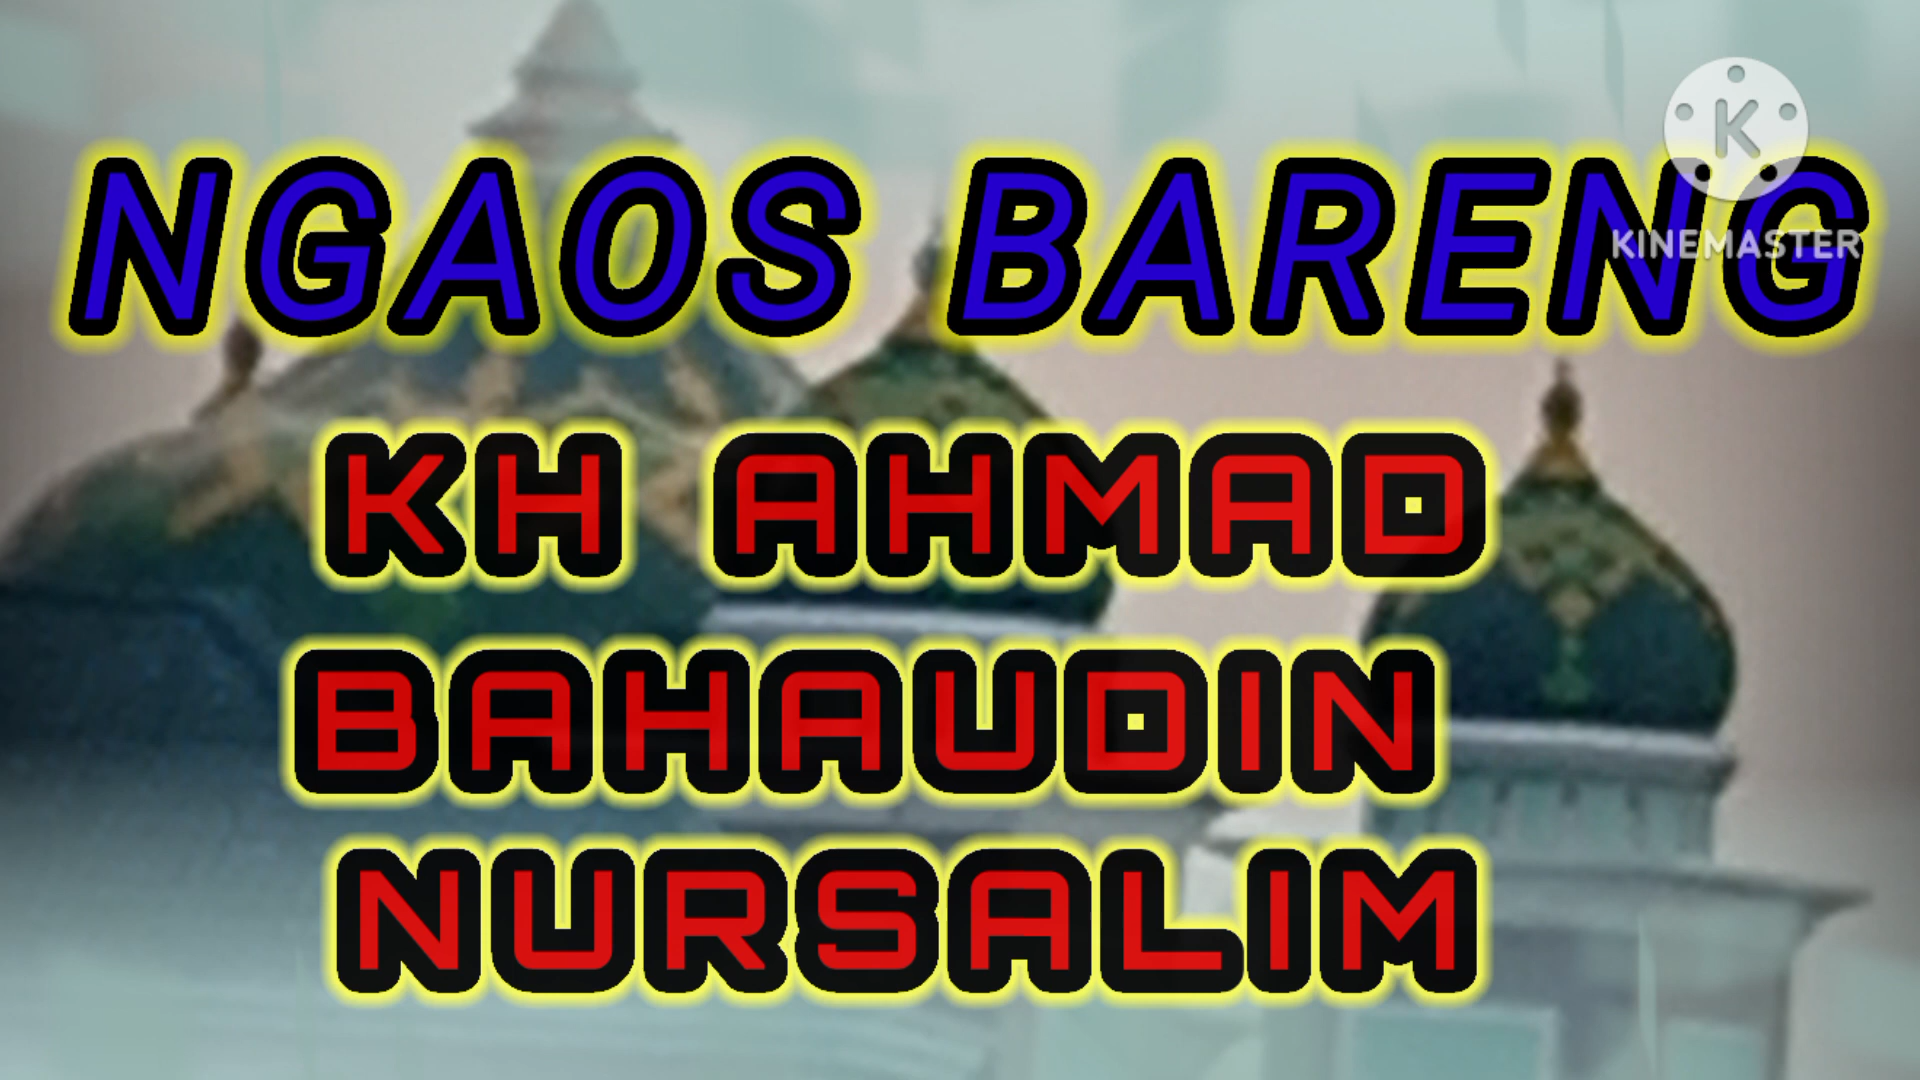 NGAOS BARENG
K
KINEMASTER
KH AHMAD
BAHAUDIN
NURSALIM